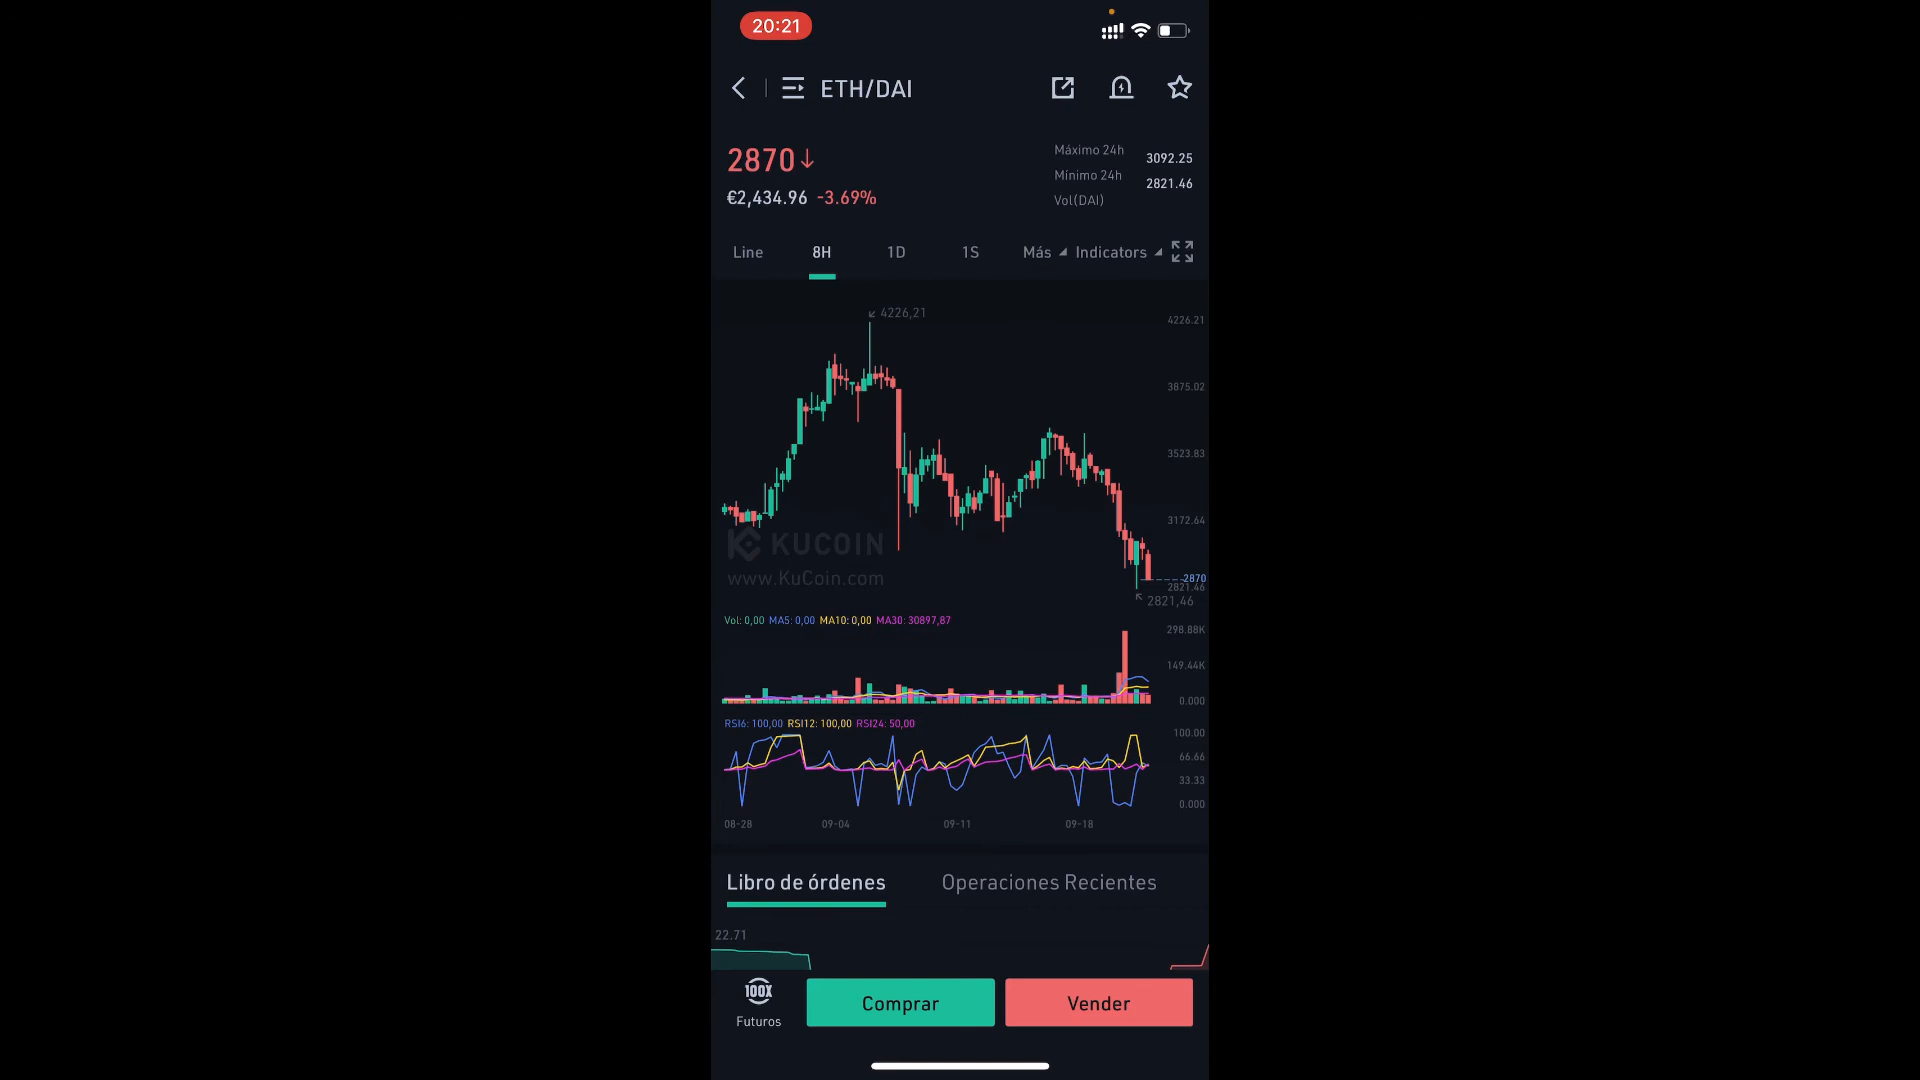 20:21
ETH/DAI
2870↓
Máximo 24h 3092.25
€2,434.96 -3.69%
Mínimo 24h 2821.46
Vol(DAI)
Line 8H 1D 1S Más Indicators
4226,21
4226.21
3875.02
3523.83
3172.64
KUCOIN
www.KuCoin.com
2870
2821.46
2821,46
Vol: 0,00 MA5: 0,00 MA10: 0,00 MA30: 30897,87
298.88K
149.44K
0.000
RSI6: 100,00 RSI12: 100,00 RSI24: 50,00
100.00
66.66
33.33
0.000
08-28 09-04 09-11 09-18
Libro de órdenes Operaciones Recientes
22.71
100X
Futuros
Comprar
Vender